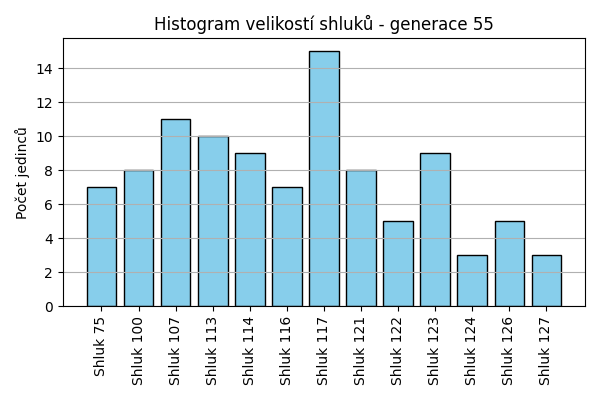 Histogram velikostí shluků - generace 55
Počet jedinců
14
12
10
8
6
4
2
0
Shluk 75
Shluk 100
Shluk 107
Shluk 113
Shluk 114
Shluk 116
Shluk 117
Shluk 121
Shluk 122
Shluk 123
Shluk 124
Shluk 126
Shluk 127